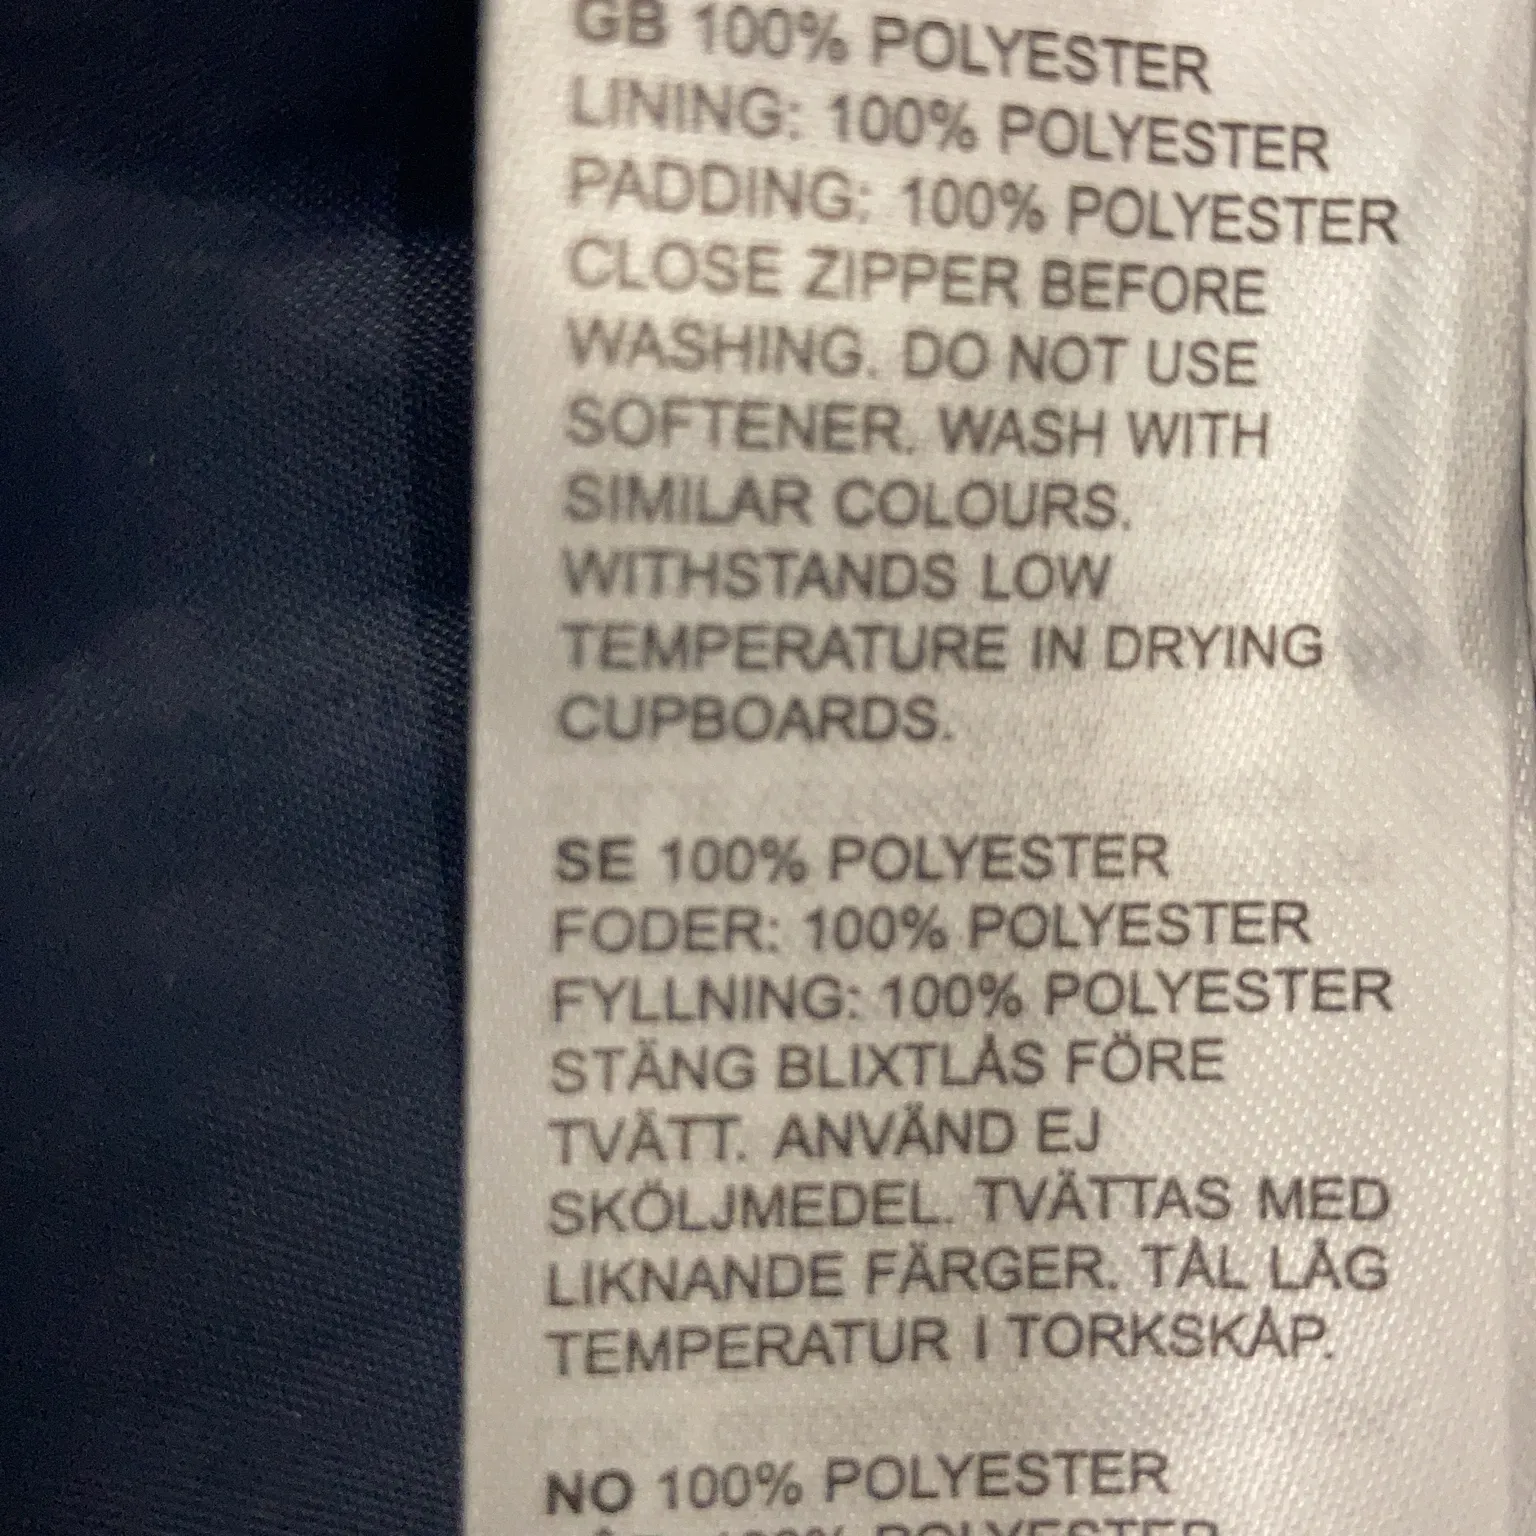 GB 100% POLYESTER
LINING: 100% POLYESTER
PADDING: 100% POLYESTER
CLOSE ZIPPER BEFORE
WASHING. DO NOT USE
SOFTENER. WASH WITH
SIMILAR COLOURS.
WITHSTANDS LOW
TEMPERATURE IN DRYING
CUPBOARDS.
SE 100% POLYESTER
FODER: 100% POLYESTER
FYLLNING: 100% POLYESTER
STÄNG BLIXTLÅS FÖRE
TVÄTT. ANVÄND EJ
SKÖLJMEDEL. TVÄTTAS MED
LIKNANDE FÄRGER. TÅL LÅG
TEMPERATUR I TORKSKÅP.
NO 100% POLYESTER
100% POLYESTER